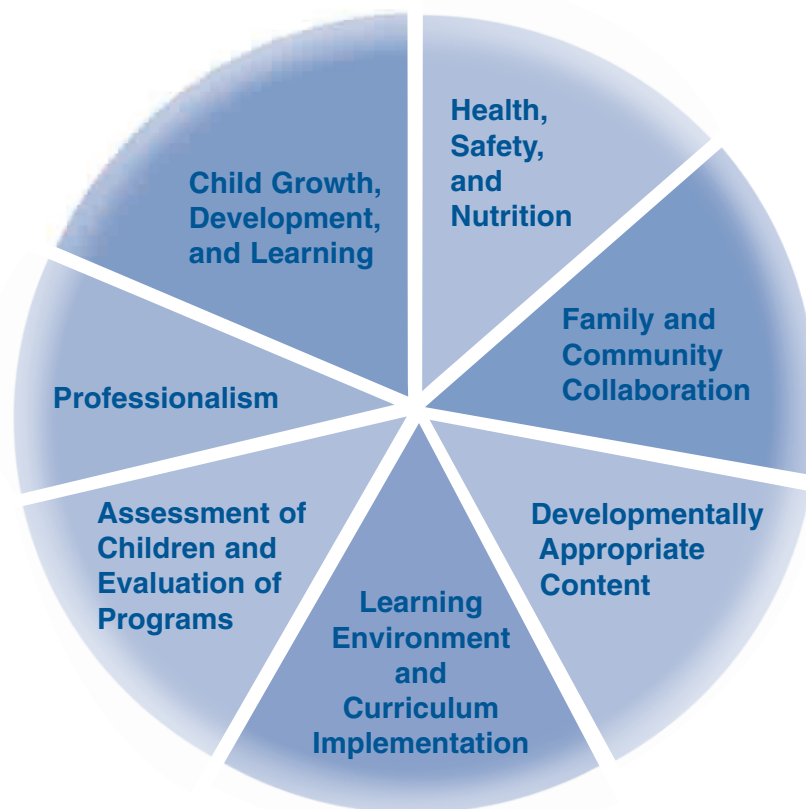 Health,
Safety,
and
Nutrition
Family and
Community
Collaboration
Developmentally
Appropriate
Content
Learning
Environment
and
Curriculum
Implementation
Assessment of
Children and
Evaluation of
Programs
Professionalism
Child Growth,
Development,
and Learning